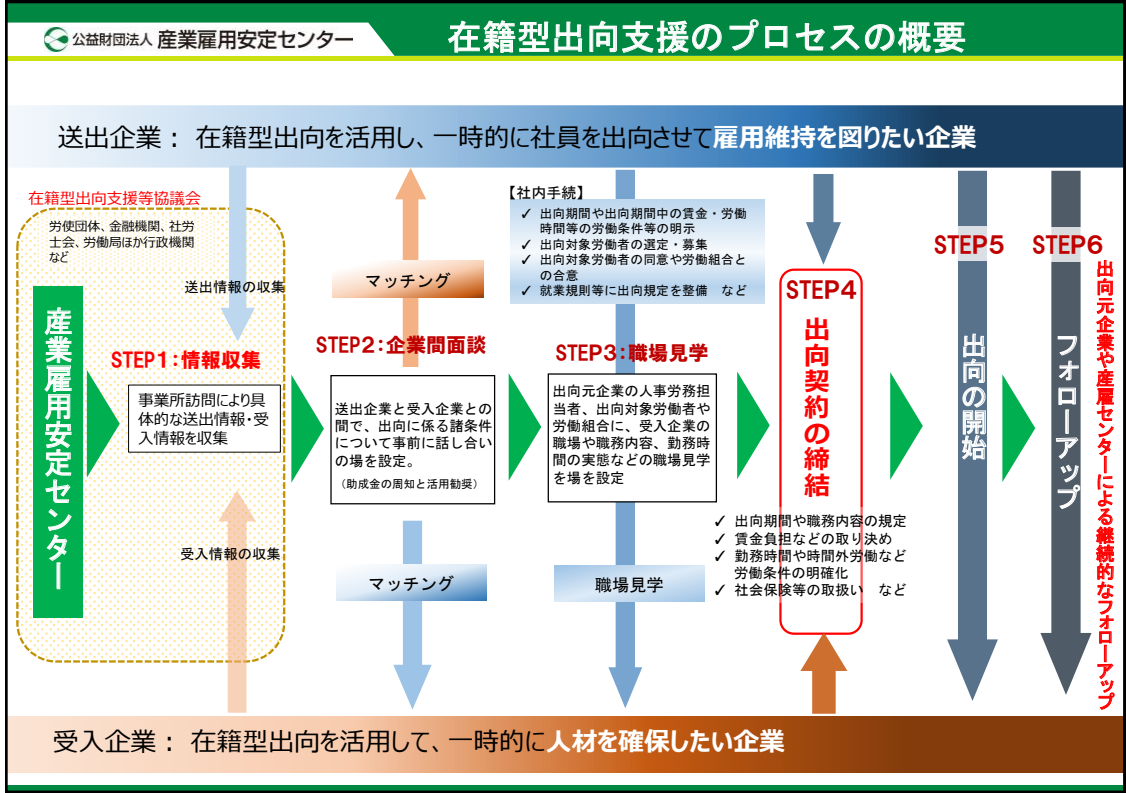 公益財団法人 産業雇用安定センター
在籍型出向支援のプロセスの概要
送出企業： 在籍型出向を活用し、一時的に社員を出向させて雇用維持を図りたい企業
在籍型出向支援等協議会
労使団体、金融機関、社労
士会、労働局ほか行政機関
など
産業雇用安定センター
送出情報の収集
STEP1：情報収集
事業所訪問により具
体的な送出情報・受
入情報を収集
受入情報の収集
マッチング
STEP2：企業間面談
送出企業と受入企業との
間で、出向に係る諸条件
について事前に話し合い
の場を設定。
（助成金の周知と活用勧奨）
マッチング
【社内手続】
✓ 出向期間や出向期間中の賃金・労働
時間等の労働条件等の明示
✓ 出向対象労働者の選定・募集
✓ 出向対象労働者の同意や労働組合と
の合意
✓ 就業規則等に出向規定を整備　など
STEP3：職場見学
出向元企業の人事労務担
当者、出向対象労働者や
労働組合に、受入企業の
職場や職務内容、勤務時
間の実態などの職場見学
を場を設定
職場見学
STEP4
出向契約の締結
✓ 出向期間や職務内容の規定
✓ 賃金負担などの取り決め
✓ 勤務時間や時間外労働など
労働条件の明確化
✓ 社会保険等の取扱い　など
STEP5
出向の開始
STEP6
フォローアップ
出向元企業や産雇センターによる継続的なフォローアップ
受入企業： 在籍型出向を活用して、一時的に人材を確保したい企業